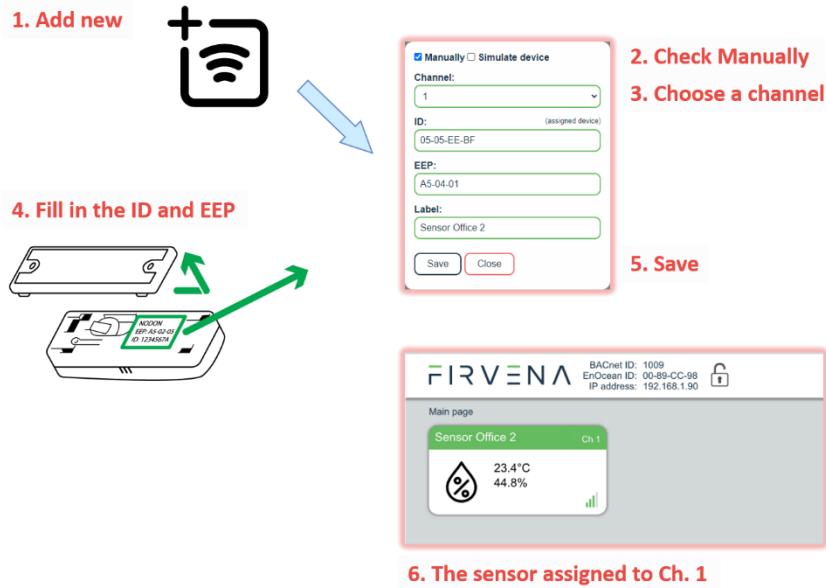 1. Add new
Manually Simulate device
Channel:
1
ID: (assigned device)
05-05-EE-BF
EEP:
A5-04-01
Label:
Sensor Office 2
Save Close
2. Check Manually
3. Choose a channel
4. Fill in the ID and EEP
NODON
EEP: A5-02-05
ID: 1234567A
5. Save
FIRVENA
BACnet ID: 1009
EnOcean ID: 00-89-CC-98
IP address: 192.168.1.90
Main page
Sensor Office 2 Ch 1
23.4°C
44.8%
%
6. The sensor assigned to Ch. 1